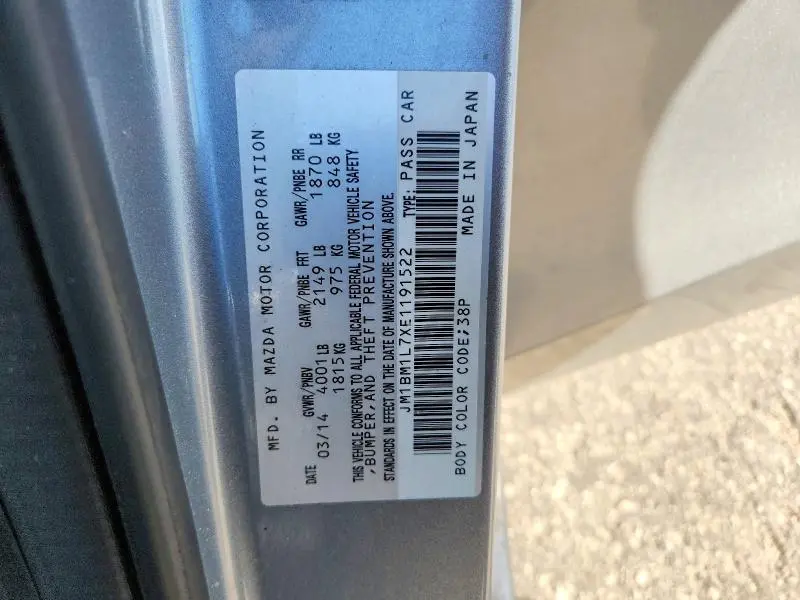 MFD. BY MAZDA MOTOR CORPORATION
DATE GVWR/PNBV GAWR/PNBE FRT GAWR/PNBE RR
03/14 4001 LB 2149 LB 1870 LB
1815 KG 975 KG 848 KG
THIS VEHICLE CONFORMS TO ALL APPLICABLE FEDERAL MOTOR VEHICLE SAFETY
,BUMPER,AND THEFT PREVENTION
STANDARDS IN EFFECT ON THE DATE OF MANUFACTURE SHOWN ABOVE.
JM1BM1L7XE1191522 TYPE: PASS CAR
BODY COLOR CODE;38P MADE IN JAPAN